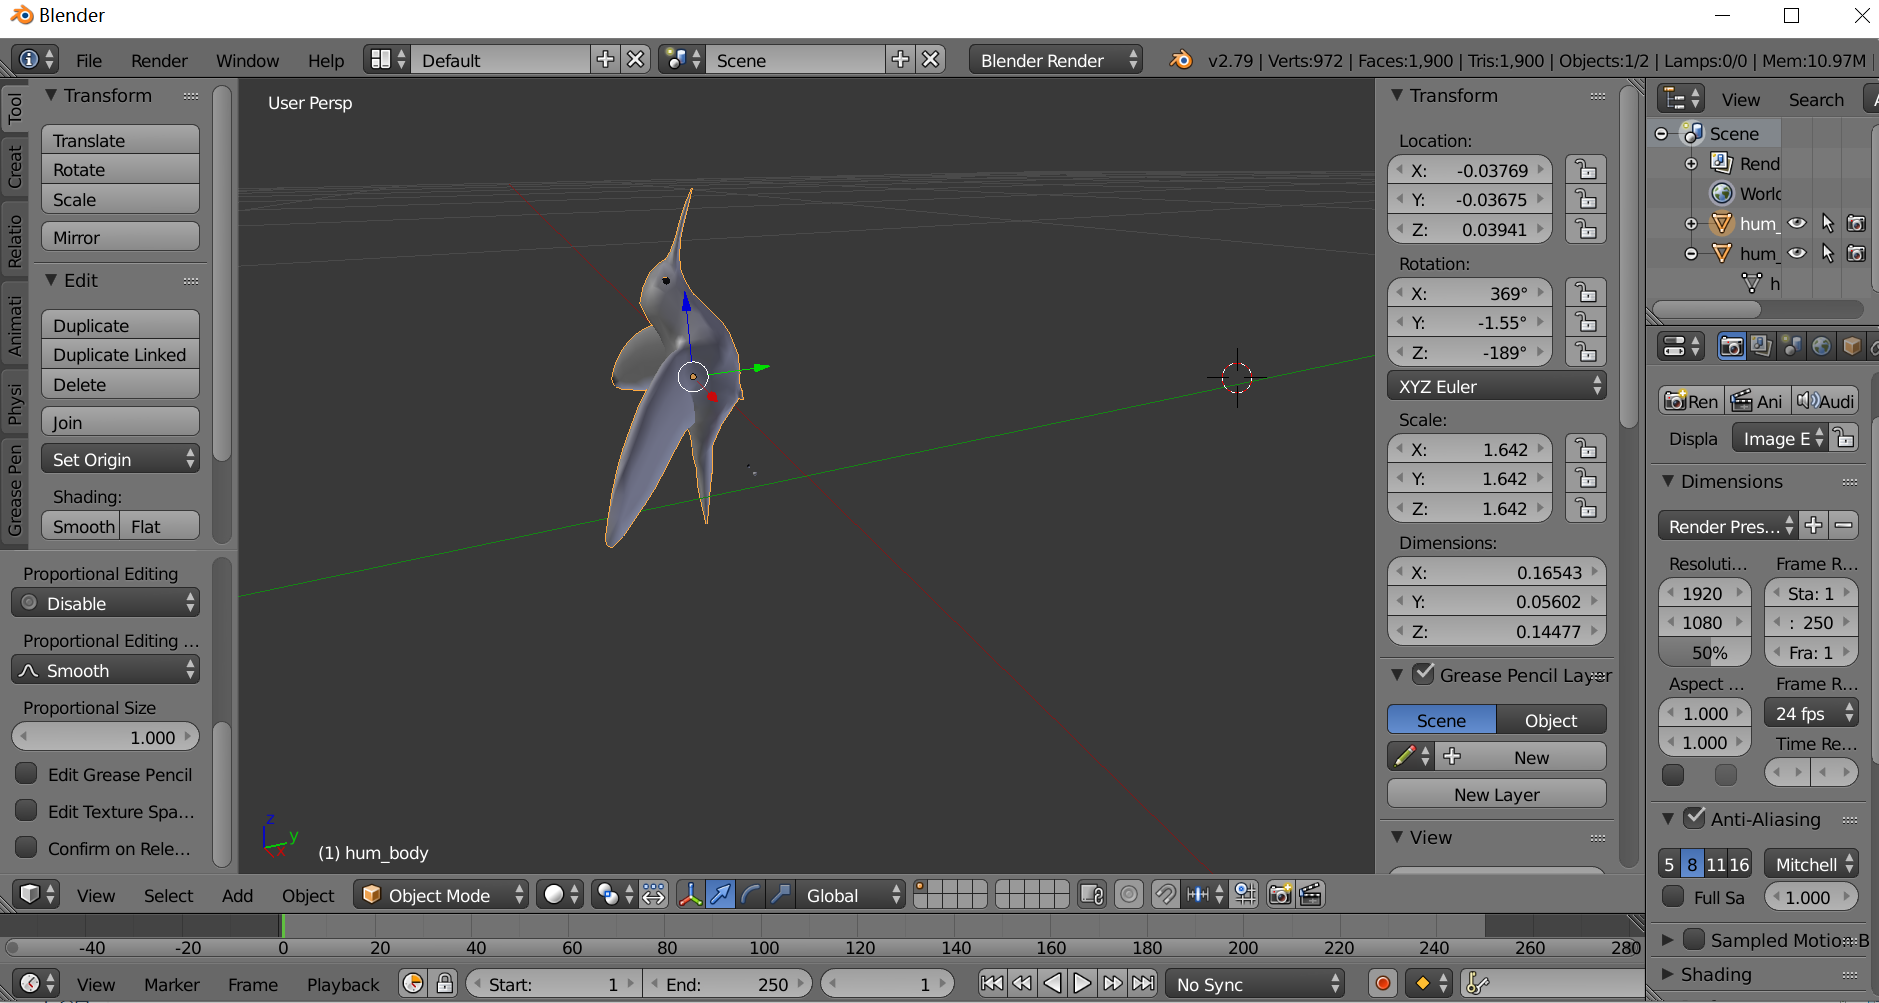 Blender
File Render Window Help Default Scene Blender Render v2.79 | Verts:972 | Faces:1,900 | Tris:1,900 | Objects:1/2 | Lamps:0/0 | Mem:10.97M |
Tool
Creat
Relatio
Animati
Physi
Grease Pen
Transform
Translate
Rotate
Scale
Mirror
Edit
Duplicate
Duplicate Linked
Delete
Join
Set Origin
Shading:
Smooth Flat
Proportional Editing
Disable
Proportional Editing ...
Smooth
Proportional Size
1.000
Edit Grease Pencil
Edit Texture Spa...
Confirm on Rele...
User Persp
z
y
x
(1) hum_body
Transform
Location:
X: -0.03769
Y: -0.03675
Z: 0.03941
Rotation:
X: 369°
Y: -1.55°
Z: -189°
XYZ Euler
Scale:
X: 1.642
Y: 1.642
Z: 1.642
Dimensions:
X: 0.16543
Y: 0.05602
Z: 0.14477
Grease Pencil Layer
Scene Object
New
New Layer
View
View Search A
Scene
Rend
World
hum_
hum_
h
Ren Ani Audi
Displa Image E
Dimensions
Render Pres...
Resoluti... Frame R...
1920 Sta: 1
1080 : 250
50% Fra: 1
Aspect ... Frame R...
1.000 24 fps
1.000 Time Re...
Anti-Aliasing
5 8 11 16 Mitchell
Full Sa 1.000
Sampled Motion B
Shading
View Select Add Object Object Mode Global
-40 -20 0 20 40 60 80 100 120 140 160 180 200 220 240 260 280
View Marker Frame Playback Start: 1 End: 250 1 No Sync